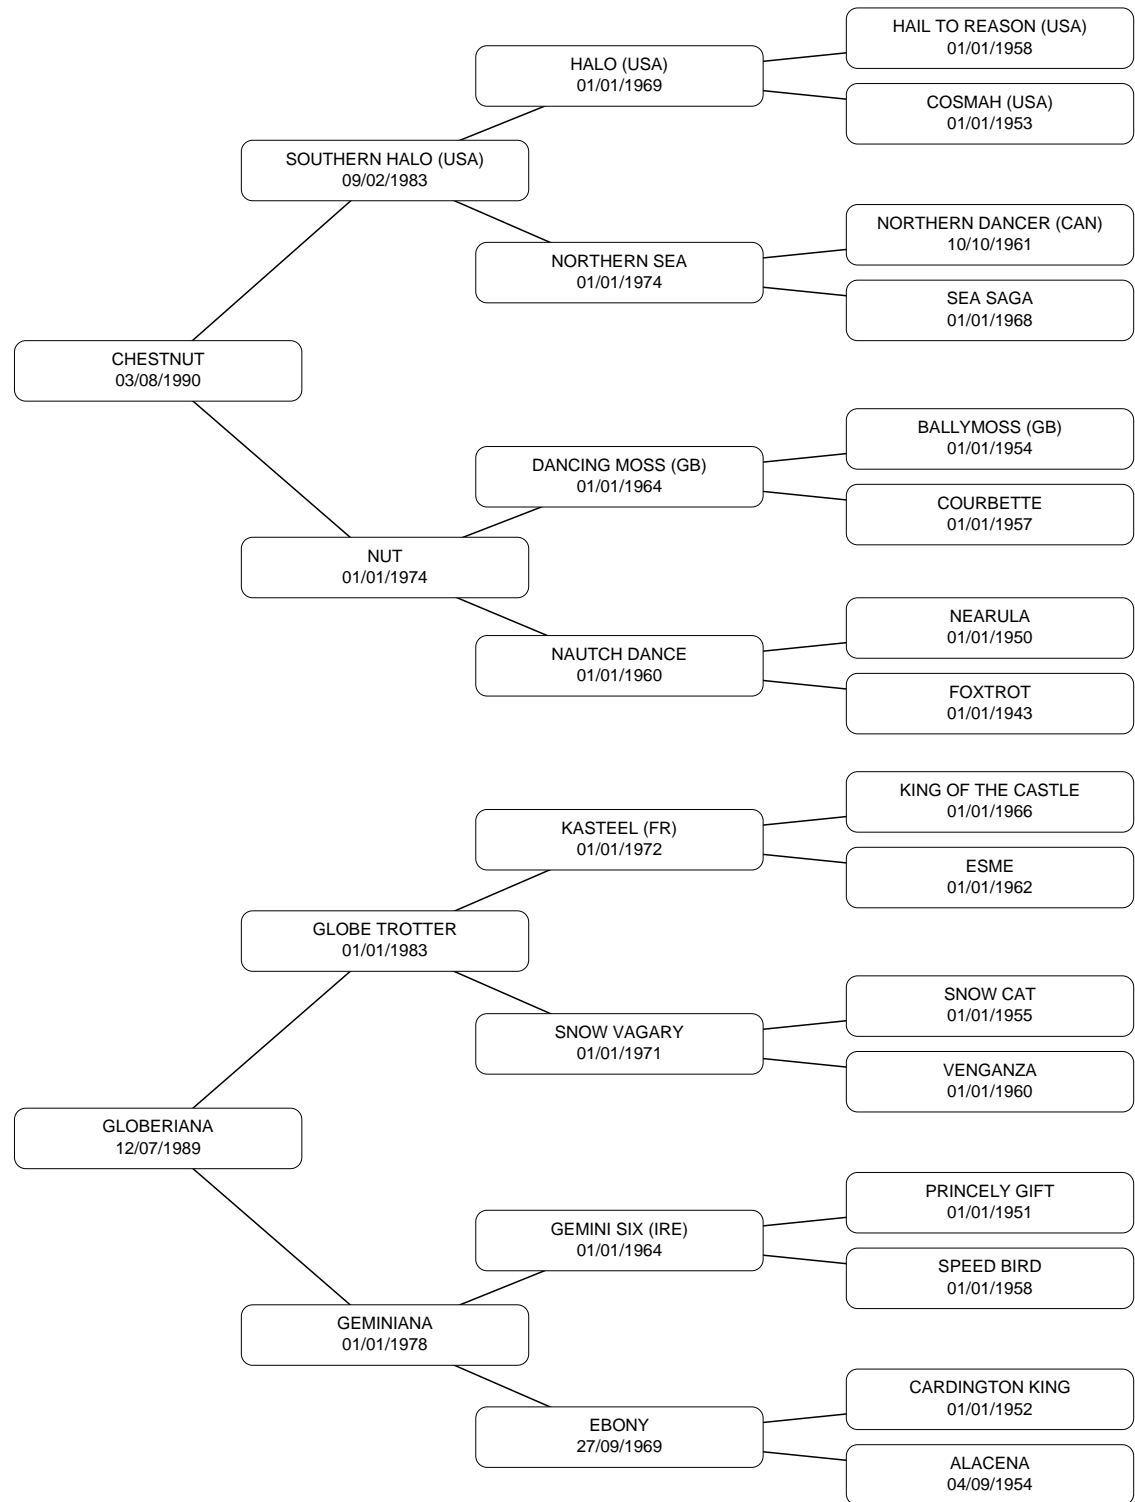 HAIL TO REASON (USA)
01/01/1958
HALO (USA)
01/01/1969
COSMAH (USA)
01/01/1953
SOUTHERN HALO (USA)
09/02/1983
NORTHERN DANCER (CAN)
10/10/1961
NORTHERN SEA
01/01/1974
SEA SAGA
01/01/1968
CHESTNUT
03/08/1990
BALLYMOSS (GB)
01/01/1954
DANCING MOSS (GB)
01/01/1964
COURBETTE
01/01/1957
NUT
01/01/1974
NEARULA
01/01/1950
NAUTCH DANCE
01/01/1960
FOXTROT
01/01/1943
KING OF THE CASTLE
01/01/1966
KASTEEL (FR)
01/01/1972
ESME
01/01/1962
GLOBE TROTTER
01/01/1983
SNOW CAT
01/01/1955
SNOW VAGARY
01/01/1971
VENGANZA
01/01/1960
GLOBERIANA
12/07/1989
PRINCELY GIFT
01/01/1951
GEMINI SIX (IRE)
01/01/1964
SPEED BIRD
01/01/1958
GEMINIANA
01/01/1978
CARDINGTON KING
01/01/1952
EBONY
27/09/1969
ALACENA
04/09/1954